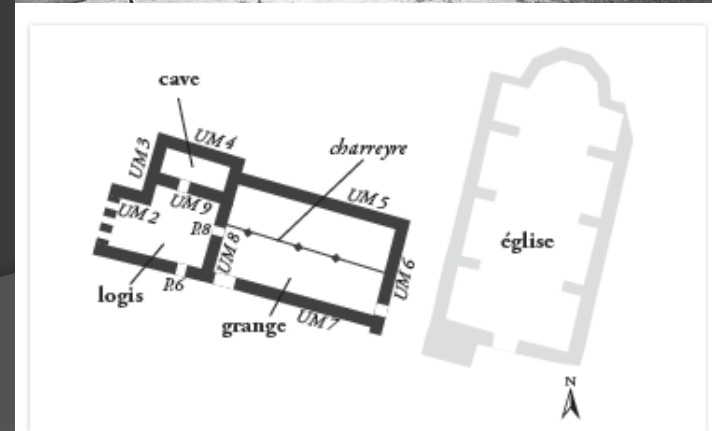 cave
UM 3
UM 4
charreyre
UM 5
UM 2
UM 9
P.8
UM 8
église
UM 6
logis
P.6
grange
UM 7
N